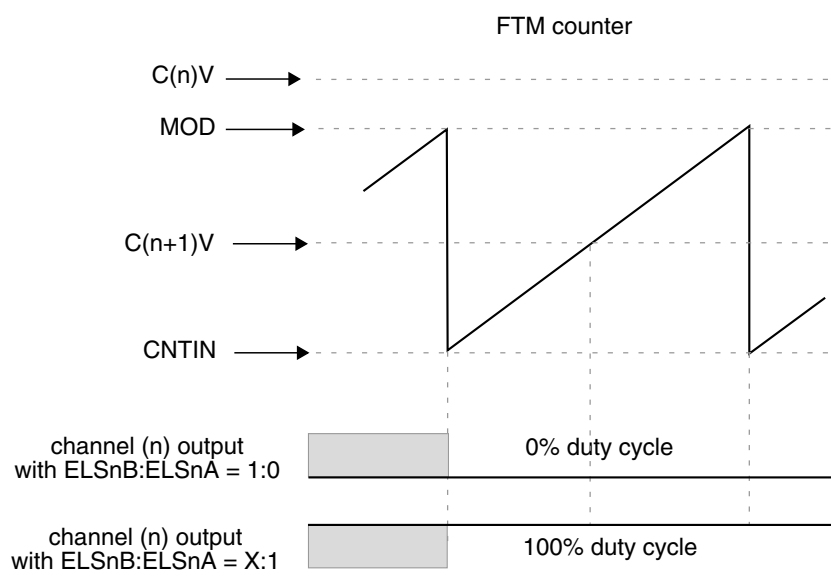 FTM counter
C(n)V
MOD
C(n+1)V
CNTIN
channel (n) output
with ELSnB:ELSnA = 1:0
0% duty cycle
channel (n) output
with ELSnB:ELSnA = X:1
100% duty cycle